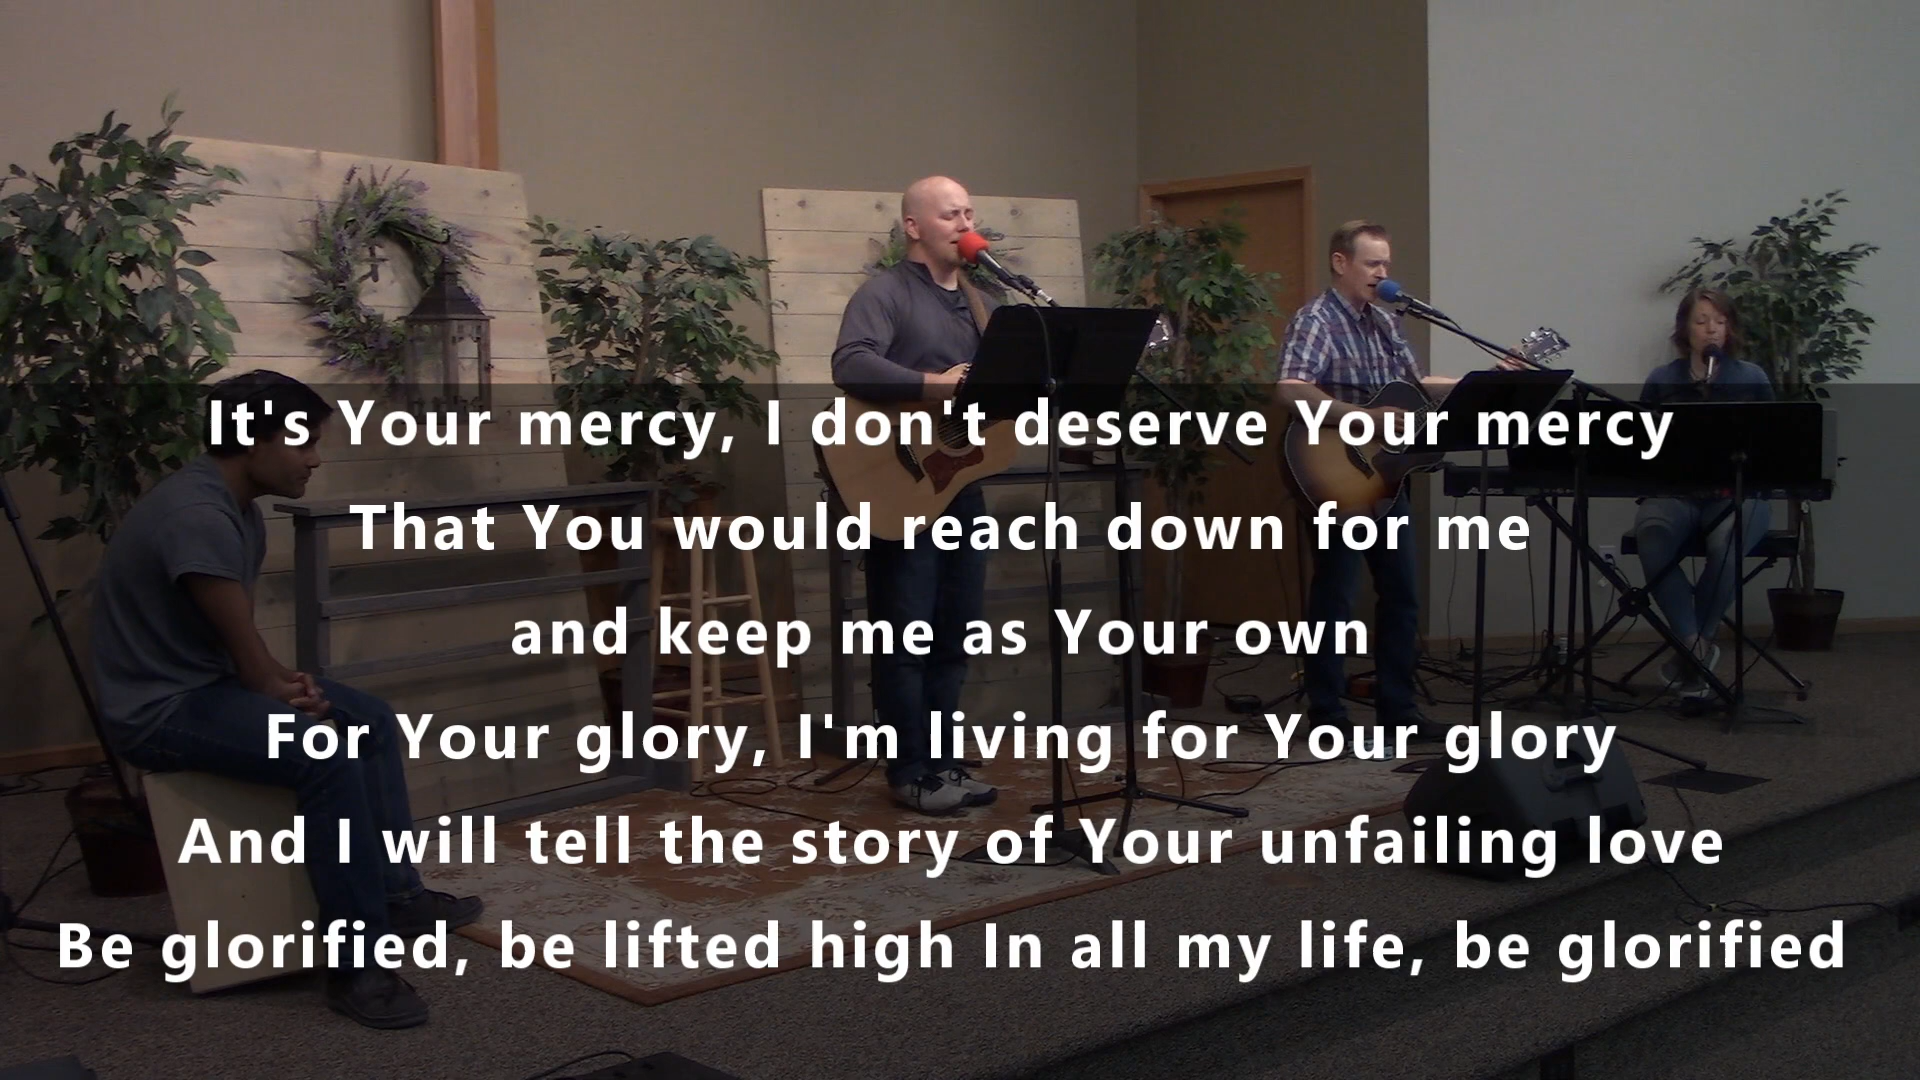 It's Your mercy, I don't deserve Your mercy
That You would reach down for me
and keep me as Your own
For Your glory, I'm living for Your glory
And I will tell the story of Your unfailing love
Be glorified, be lifted high In all my life, be glorified